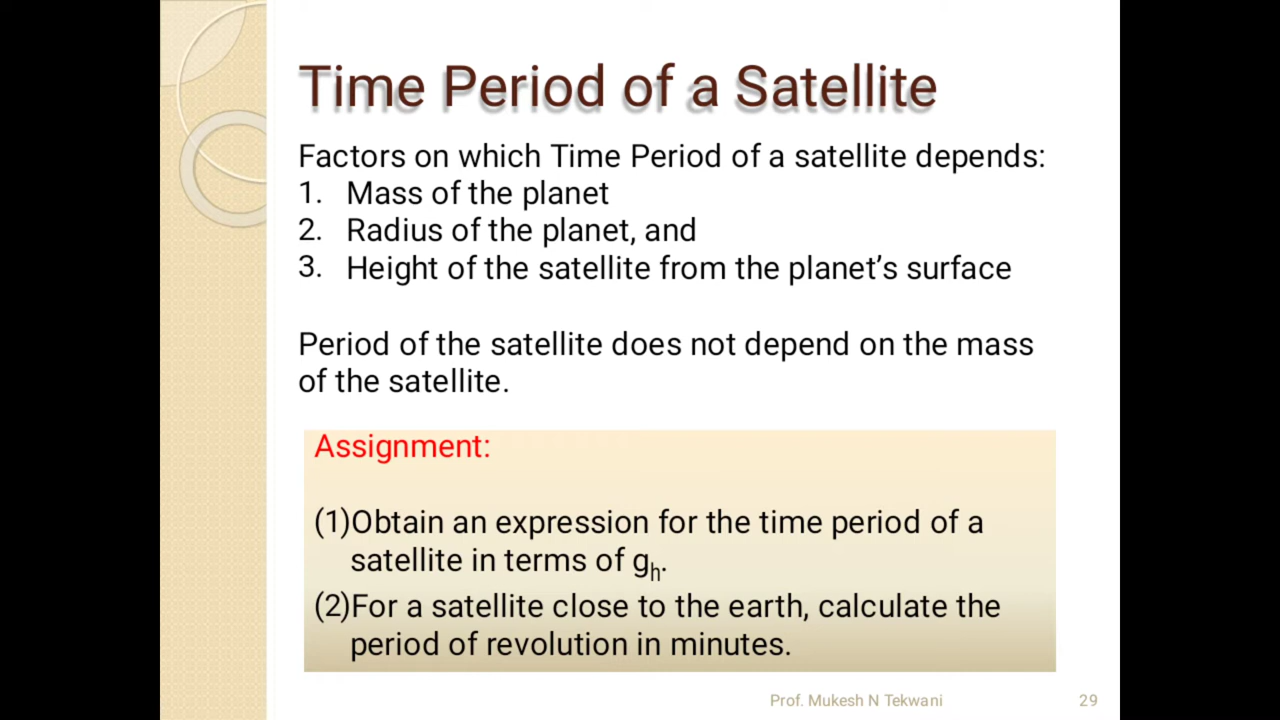 Time Period of a Satellite
Factors on which Time Period of a satellite depends:
1. Mass of the planet
2. Radius of the planet, and
3. Height of the satellite from the planet’s surface
Period of the satellite does not depend on the mass
of the satellite.
Assignment:
(1)Obtain an expression for the time period of a
satellite in terms of gₕ.
(2)For a satellite close to the earth, calculate the
period of revolution in minutes.
Prof. Mukesh N Tekwani 29